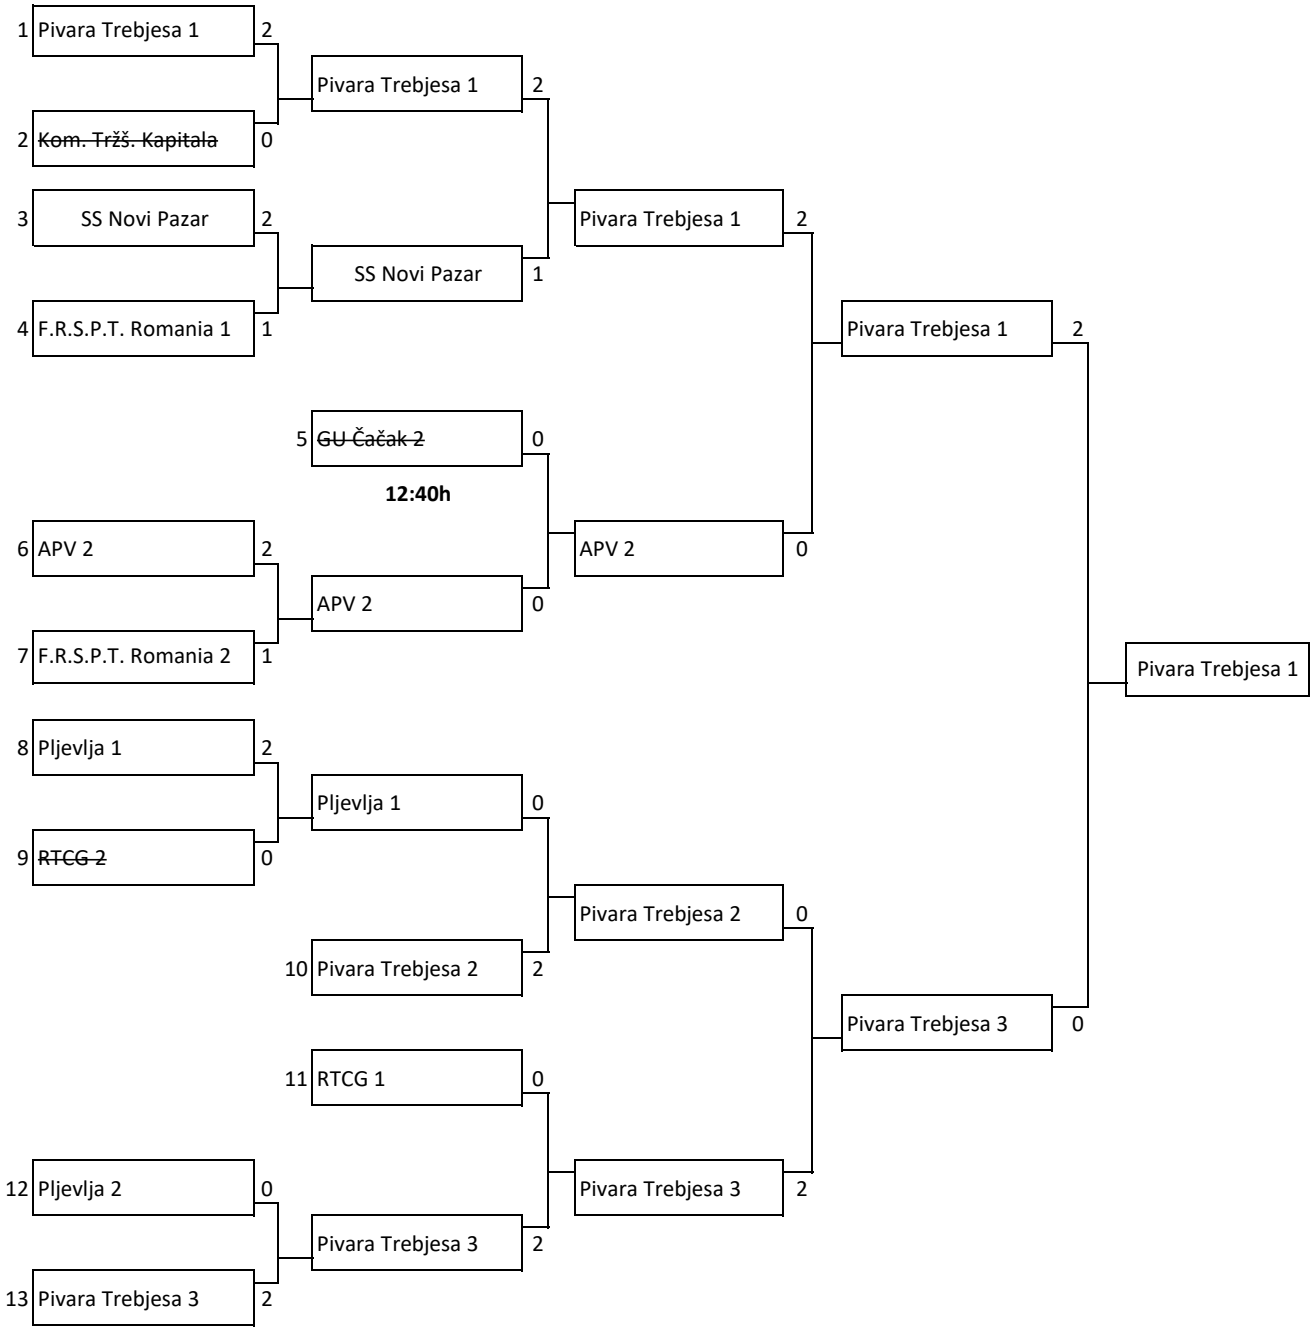 1 Pivara Trebjesa 1 2
Pivara Trebjesa 1 2
2 Kom. Tržš. Kapitala 0
3 SS Novi Pazar 2
Pivara Trebjesa 1 2
SS Novi Pazar 1
4 F.R.S.P.T. Romania 1 1
Pivara Trebjesa 1 2
5 GU Čačak 2 0
12:40h
6 APV 2 2
APV 2 0
APV 2 0
7 F.R.S.P.T. Romania 2 1
Pivara Trebjesa 1
8 Pljevlja 1 2
Pljevlja 1 0
9 RTCG 2 0
Pivara Trebjesa 2 0
10 Pivara Trebjesa 2 2
Pivara Trebjesa 3 0
11 RTCG 1 0
12 Pljevlja 2 0
Pivara Trebjesa 3 2
Pivara Trebjesa 3 2
13 Pivara Trebjesa 3 2